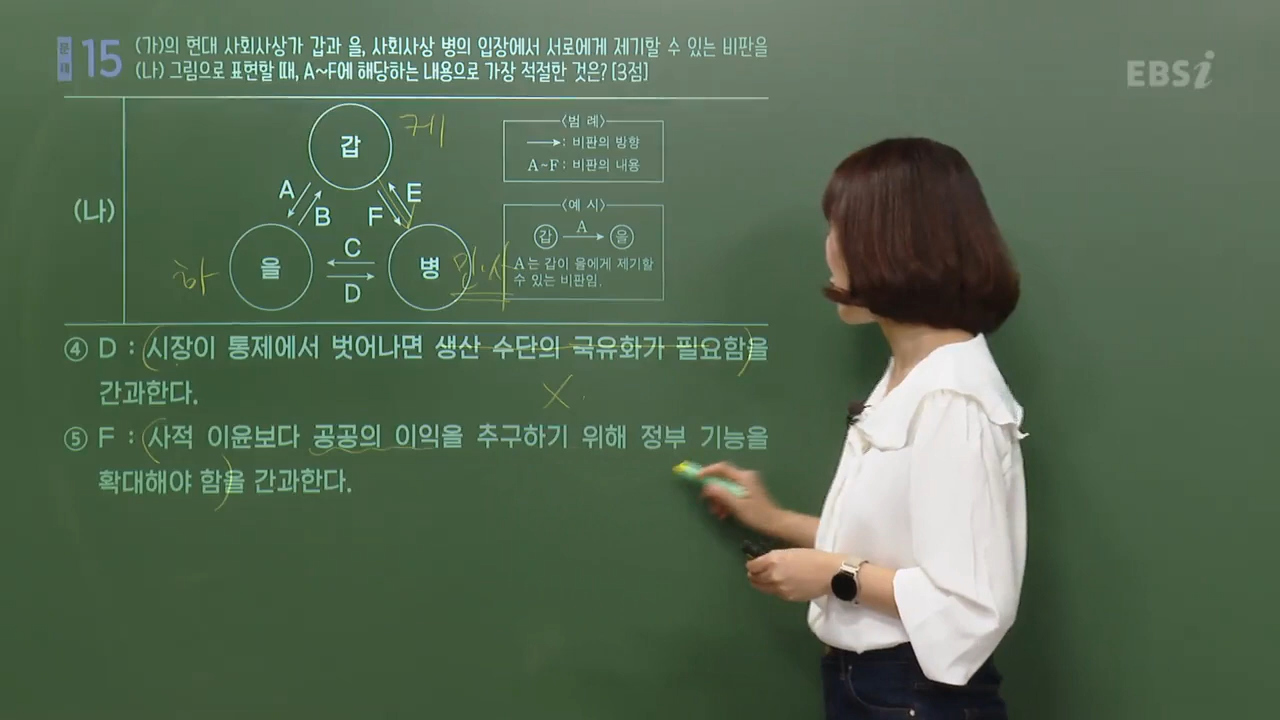 문제 15 (가)의 현대 사회사상가 갑과 을, 사회사상 병의 입장에서 서로에게 제기할 수 있는 비판을
(나) 그림으로 표현할 때, A~F에 해당하는 내용으로 가장 적절한 것은? [3점]
EBSi
(나)
갑
케
A
B
E
F
을
하
C
D
병
민.사
<범 례>
→ : 비판의 방향
A~F : 비판의 내용
<예 시>
갑 A→ 을
A는 갑이 을에게 제기할
수 있는 비판임.
④ D : 시장이 통제에서 벗어나면 생산 수단의 국유화가 필요함을
간과한다.
X
⑤ F : 사적 이윤보다 공공의 이익을 추구하기 위해 정부 기능을
확대해야 함을 간과한다.